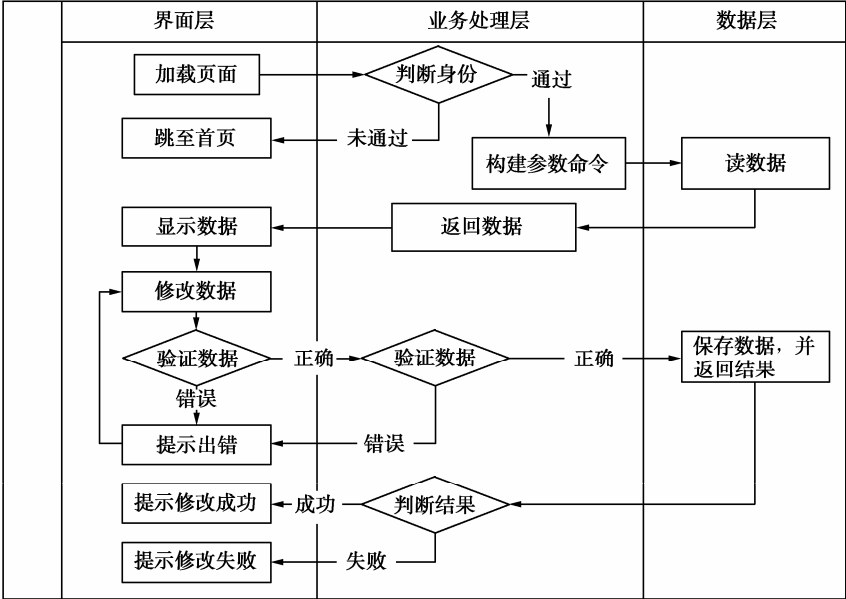 界面层
业务处理层
数据层
加载页面
判断身份
通过
跳至首页
未通过
构建参数命令
读数据
显示数据
返回数据
修改数据
验证数据
正确
验证数据
正确
保存数据，并
返回结果
错误
提示出错
错误
提示修改成功
成功
判断结果
提示修改失败
失败